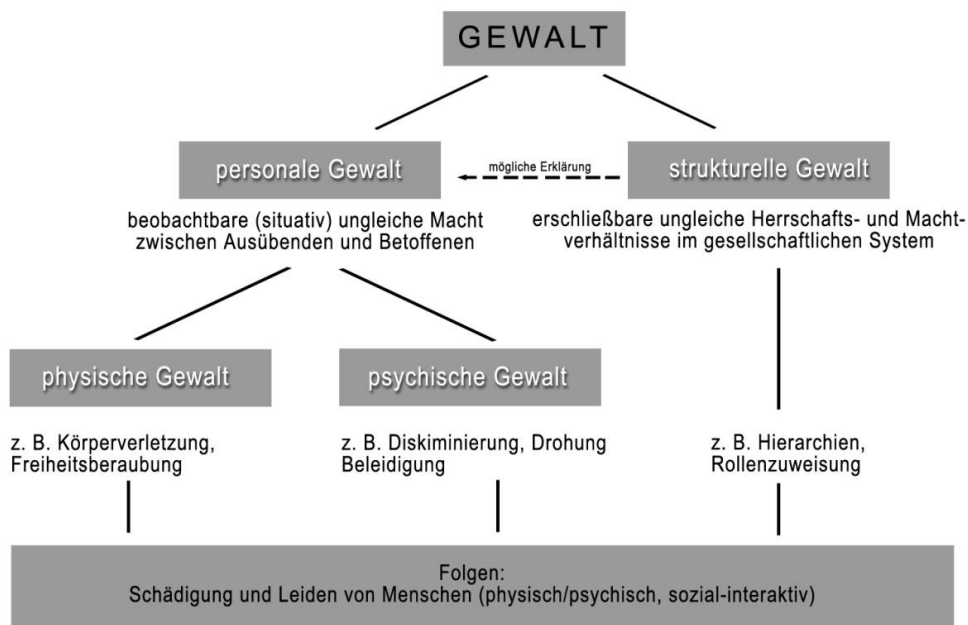 GEWALT
personale Gewalt
mögliche Erklärung
strukturelle Gewalt
beobachtbare (situativ) ungleiche Macht
zwischen Ausübenden und Betoffenen
erschließbare ungleiche Herrschafts- und Macht-
verhältnisse im gesellschaftlichen System
physische Gewalt
psychische Gewalt
z. B. Körperverletzung,
Freiheitsberaubung
z. B. Diskiminierung, Drohung
Beleidigung
z. B. Hierarchien,
Rollenzuweisung
Folgen:
Schädigung und Leiden von Menschen (physisch/psychisch, sozial-interaktiv)